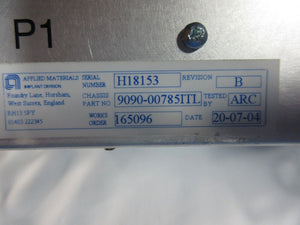 P1
APPLIED MATERIALS
IMPLANT DIVISION
Foundry Lane, Horsham,
West Sussex, England
RH13 5PY
01403 222345
SERIAL NUMBER H18153 REVISION B
CHASSIS PART NO 9090-00785ITL TESTED BY ARC
WORKS ORDER 165096 DATE 20-07-04